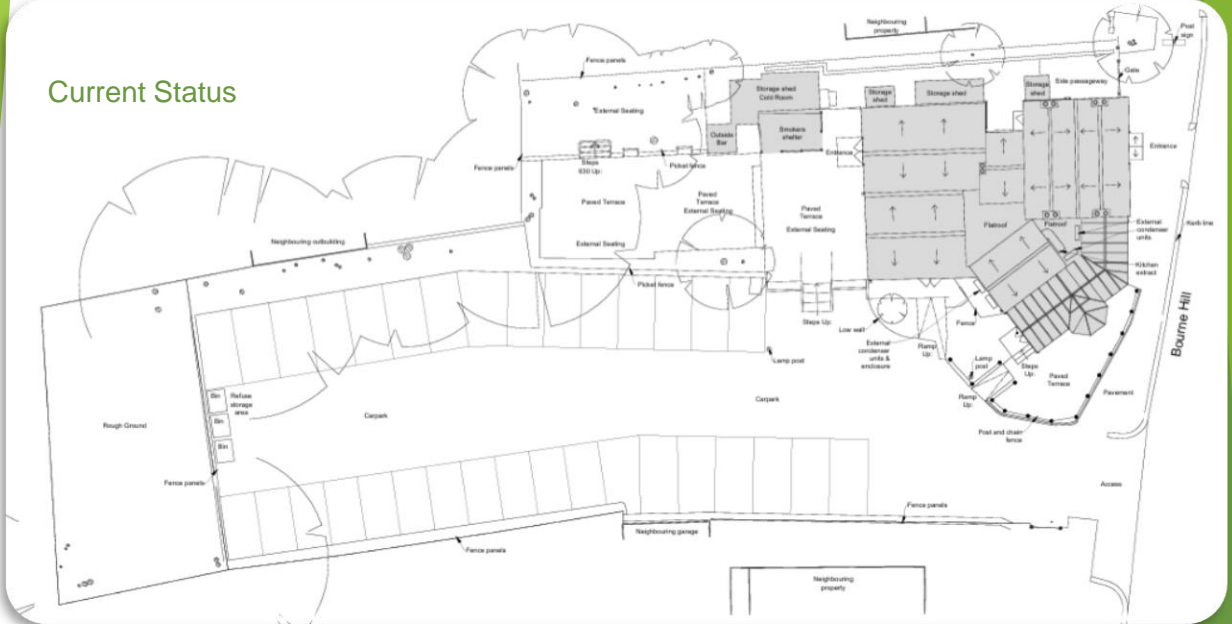 Current Status
Neighbouring
property
Post
sign
Fence panels
Gate
Side passageway
Storage shed
Cold Room
Storage
shed
Storage shed
Storage
shed
External Seating
Outside
Bar
Smokers
shelter
Entrance
Entrance
Fence panels
Steps
830 Up:
Picket fence
Paved Terrace
Paved
Terrace
External Seating
Paved
Terrace
External Seating
Flatroof
Flatroof
External
condenser
units
Kerb line
Kitchen
extract
Neighbouring outbuilding
External Seating
Picket fence
Steps Up:
Low wall
Fence
External
condenser
units &
enclosure
Ramp
Up:
Lamp post
Lamp
post
Steps
Up:
Paved
Terrace
Bourne Hill
Pavement
Ramp
Up:
Post and chain
fence
Bin
Refuse
storage
area
Bin
Bin
Rough Ground
Carpark
Carpark
Fence panels
Access
Fence panels
Neighbouring garage
Fence panels
Neighbouring
property